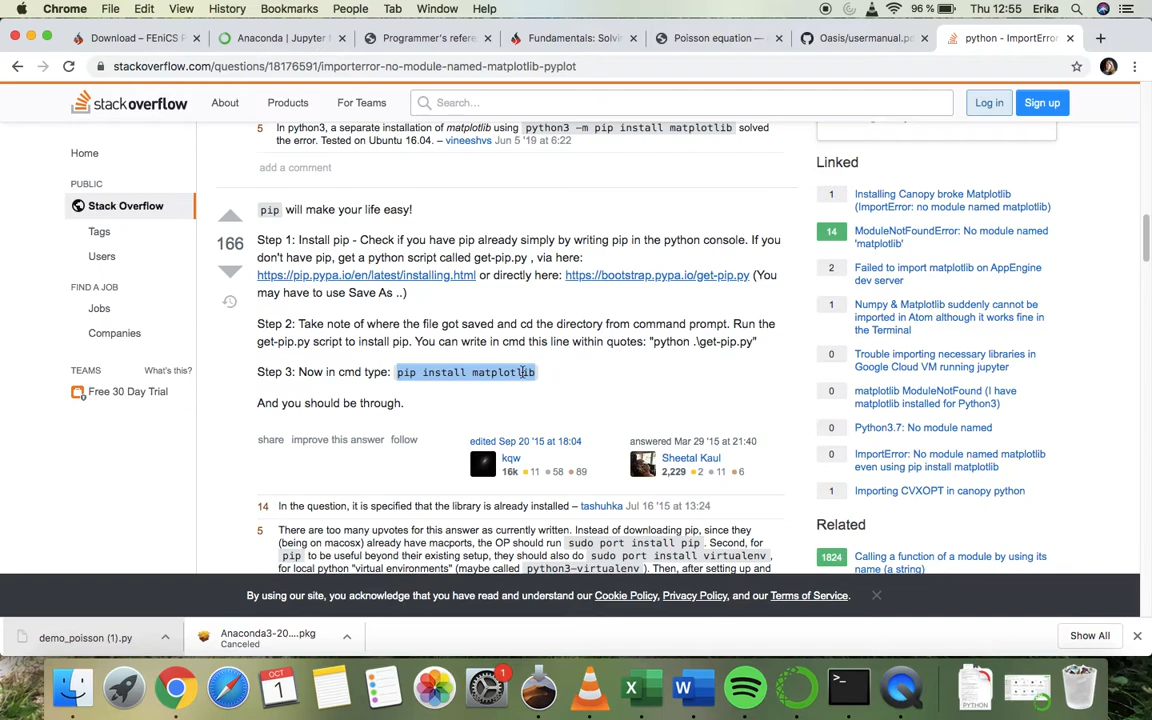 Chrome File Edit View History Bookmarks People Tab Window Help 96 % Thu 12:55 Erika
Download – FEniCS P Anaconda | Jupyter Programmer's refere Fundamentals: Solvi Poisson equation — Oasis/usermanual.p python - ImportErro
stackoverflow.com/questions/18176591/importerror-no-module-named-matplotlib-pyplot
stack overflow About Products For Teams Search... Log in Sign up
Home
PUBLIC
Stack Overflow
Tags
Users
FIND A JOB
Jobs
Companies
TEAMS What's this?
Free 30 Day Trial
5 In python3, a separate installation of matplotlib using python3 -m pip install matplotlib solved
the error. Tested on Ubuntu 16.04. – vineeshvs Jun 5 '19 at 6:22
add a comment
pip will make your life easy!
166
Step 1: Install pip - Check if you have pip already simply by writing pip in the python console. If you
don't have pip, get a python script called get-pip.py , via here:
https://pip.pypa.io/en/latest/installing.html or directly here: https://bootstrap.pypa.io/get-pip.py (You
may have to use Save As ..)
Step 2: Take note of where the file got saved and cd the directory from command prompt. Run the
get-pip.py script to install pip. You can write in cmd this line within quotes: "python .\get-pip.py"
Step 3: Now in cmd type: pip install matplotlib
And you should be through.
share improve this answer follow
edited Sep 20 '15 at 18:04
kqw
16k 11 58 89
answered Mar 29 '15 at 21:40
Sheetal Kaul
2,229 2 11 6
14 In the question, it is specified that the library is already installed – tashuhka Jul 16 '15 at 13:24
5 There are too many upvotes for this answer as currently written. Instead of downloading pip, since they
(being on macosx) already have macports, the OP should run sudo port install pip . Second, for
pip to be useful beyond their existing setup, they should also do sudo port install virtualenv ,
for local python "virtual environments" (maybe called python3-virtualenv ). Then, after setting up and
Linked
1 Installing Canopy broke Matplotlib
(ImportError: no module named matplotlib)
14 ModuleNotFoundError: No module named
'matplotlib'
2 Failed to import matplotlib on AppEngine
dev server
1 Numpy & Matplotlib suddenly cannot be
imported in Atom although it works fine in
the Terminal
0 Trouble importing necessary libraries in
Google Cloud VM running jupyter
0 matplotlib ModuleNotFound (I have
matplotlib installed for Python3)
0 Python3.7: No module named
0 ImportError: No module named matplotlib
even using pip install matplotlib
1 Importing CVXOPT in canopy python
Related
1824 Calling a function of a module by using its
name (a string)
By using our site, you acknowledge that you have read and understand our Cookie Policy, Privacy Policy, and our Terms of Service.
demo_poisson (1).py
Anaconda3-20....pkg
Canceled
Show All
OCT
1
1
PYTHON